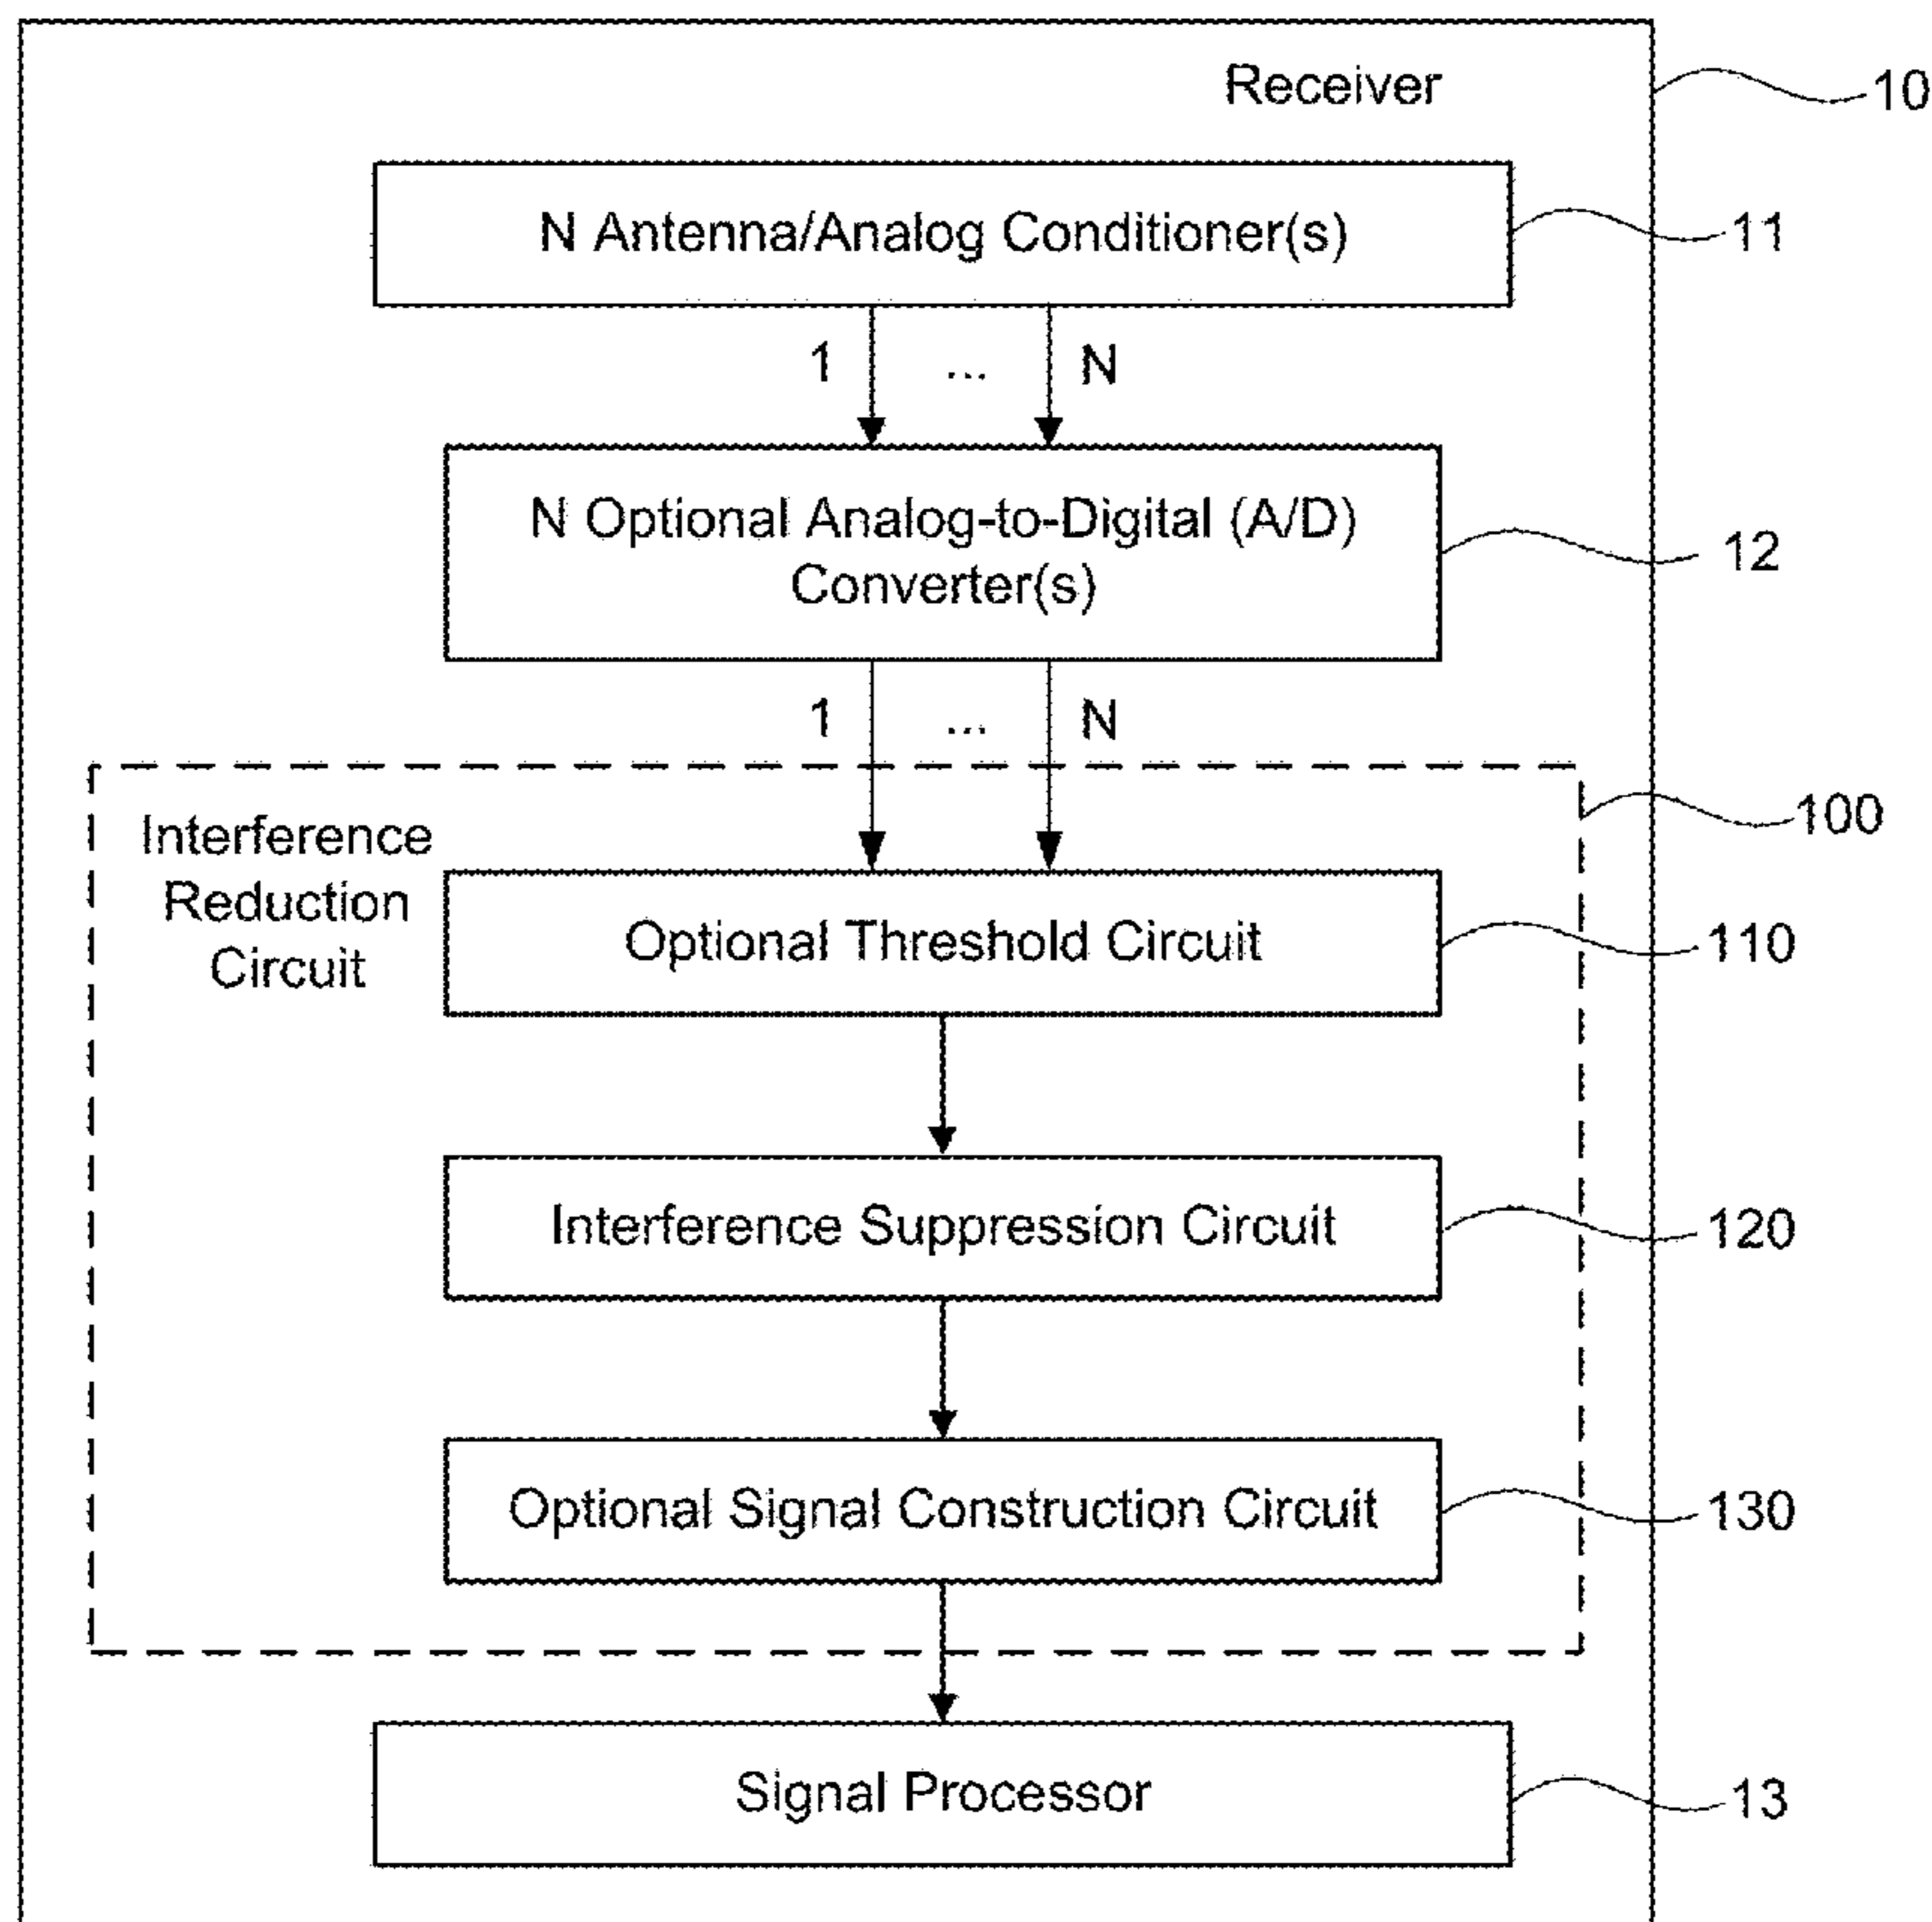 Receiver
10
N Antenna/Analog Conditioner(s)
11
1 ... N
N Optional Analog-to-Digital (A/D)
Converter(s)
12
1 ... N
Interference
Reduction
Circuit
100
Optional Threshold Circuit
110
Interference Suppression Circuit
120
Optional Signal Construction Circuit
130
Signal Processor
13